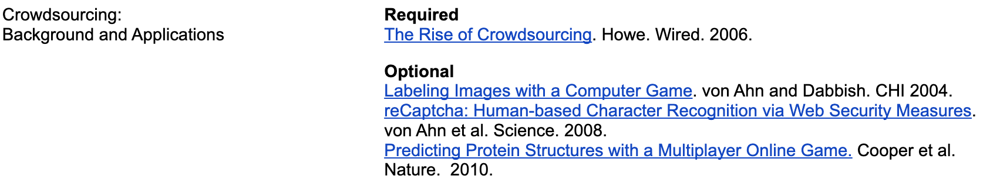 Crowdsourcing:
Background and Applications
Required
The Rise of Crowdsourcing. Howe. Wired. 2006.
Optional
Labeling Images with a Computer Game. von Ahn and Dabbish. CHI 2004.
reCaptcha: Human-based Character Recognition via Web Security Measures.
von Ahn et al. Science. 2008.
Predicting Protein Structures with a Multiplayer Online Game. Cooper et al.
Nature.  2010.